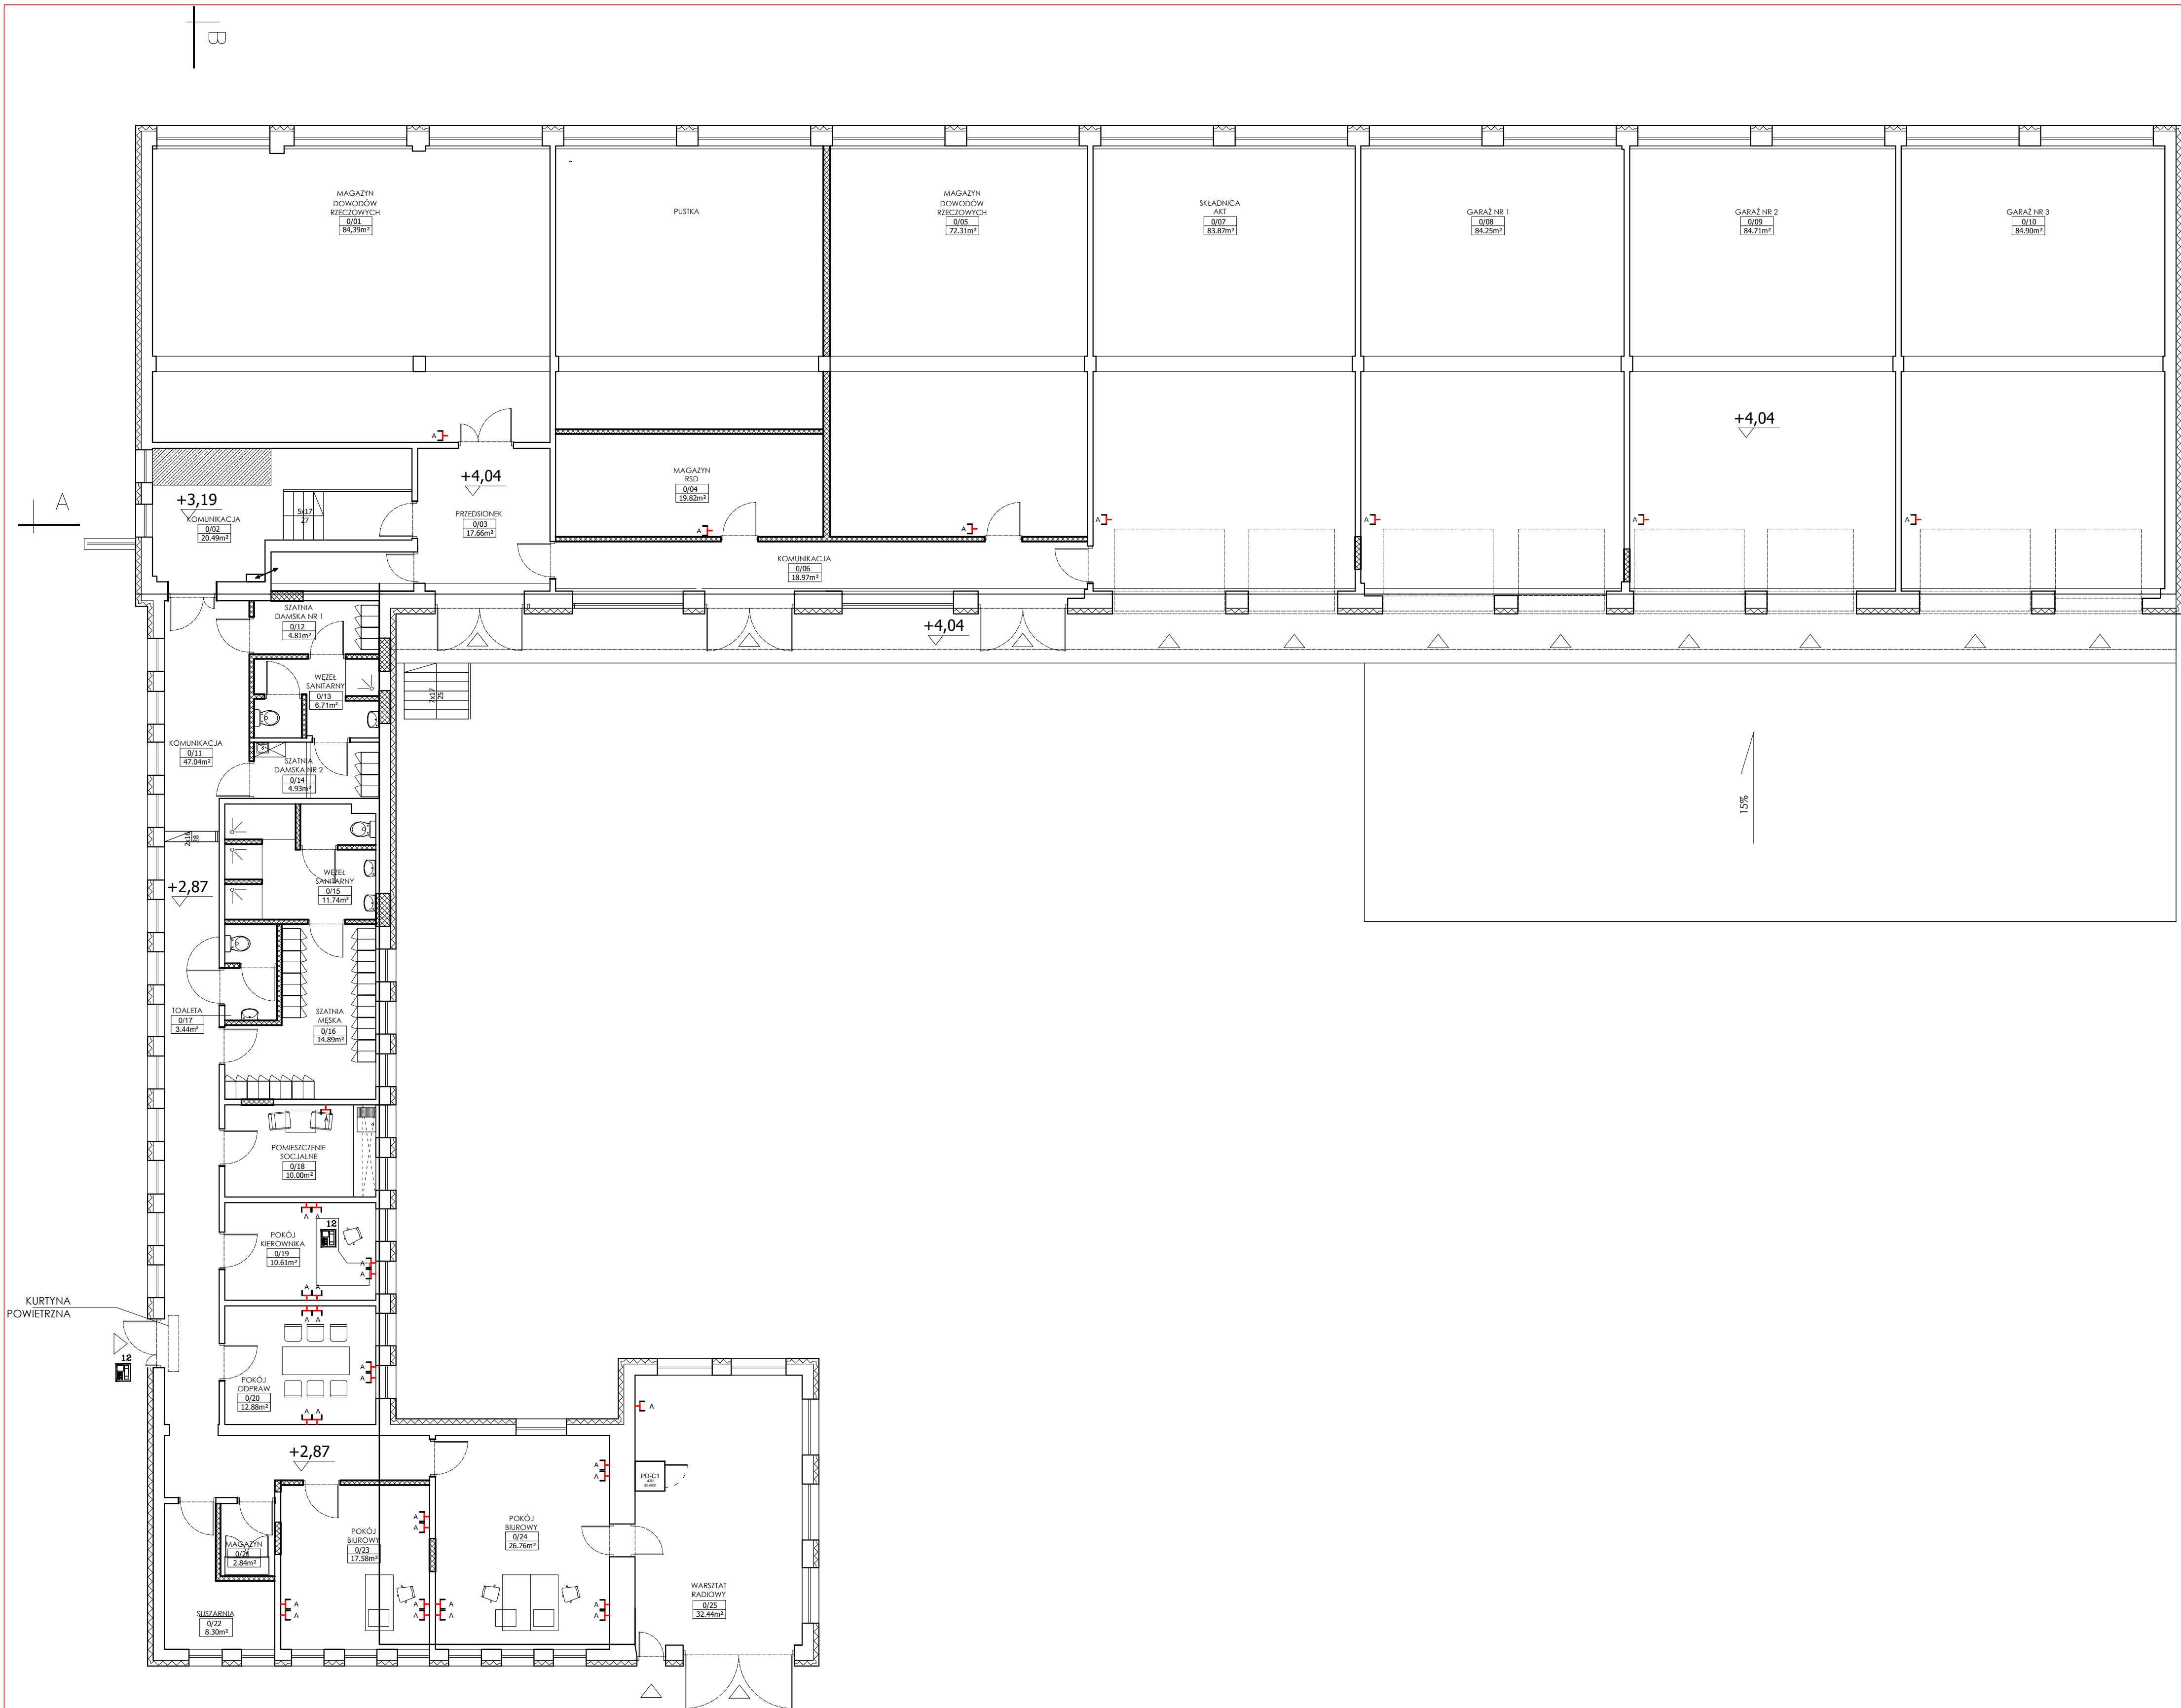 B
MAGAZYN
DOWODÓW
RZECZOWYCH
0/01
84,39m²
PUSTKA
MAGAZYN
DOWODÓW
RZECZOWYCH
0/05
72.31m²
SKŁADNICA
AKT
0/07
83.87m²
GARAŻ NR 1
0/08
84.25m²
GARAŻ NR 2
0/09
84.71m²
GARAŻ NR 3
0/10
84.90m²
+4,04
A
A
+3,19
KOMUNIKACJA
0/02
20.49m²
5x17
27
+4,04
PRZEDSIONEK
0/03
17.66m²
MAGAZYN
RSD
0/04
19.82m²
A
A
A
A
A
A
KOMUNIKACJA
0/06
18.97m²
+4,04
SZATNIA
DAMSKA NR 1
0/12
4.81m²
WĘZEŁ
SANITARNY
0/13
6.71m²
2x17
25
KOMUNIKACJA
0/11
47.04m²
SZATNIA
DAMSKA NR 2
0/14
4.93m²
15%
2x16
28
+2,87
WĘZEŁ
SANITARNY
0/15
11.74m²
TOALETA
0/17
3.44m²
SZATNIA
MĘSKA
0/16
14.89m²
A
POMIESZCZENIE
SOCJALNE
0/18
10.00m²
A A
12
POKÓJ
KIEROWNIKA
0/19
10.61m²
A
A
A A
KURTYNA
POWIETRZNA
A A
12
A
A
POKÓJ
ODPRAW
0/20
12.88m²
A A
A
+2,87
A
A
PD-C1
A
A
POKÓJ
BIUROWY
0/23
17.58m²
POKÓJ
BIUROWY
0/24
26.76m²
MAGAZYN
0/21
2.84m²
WARSZTAT
RADIOWY
0/25
32.44m²
SUSZARNIA
0/22
8.30m²
A
A
A
A
A
A
A
A